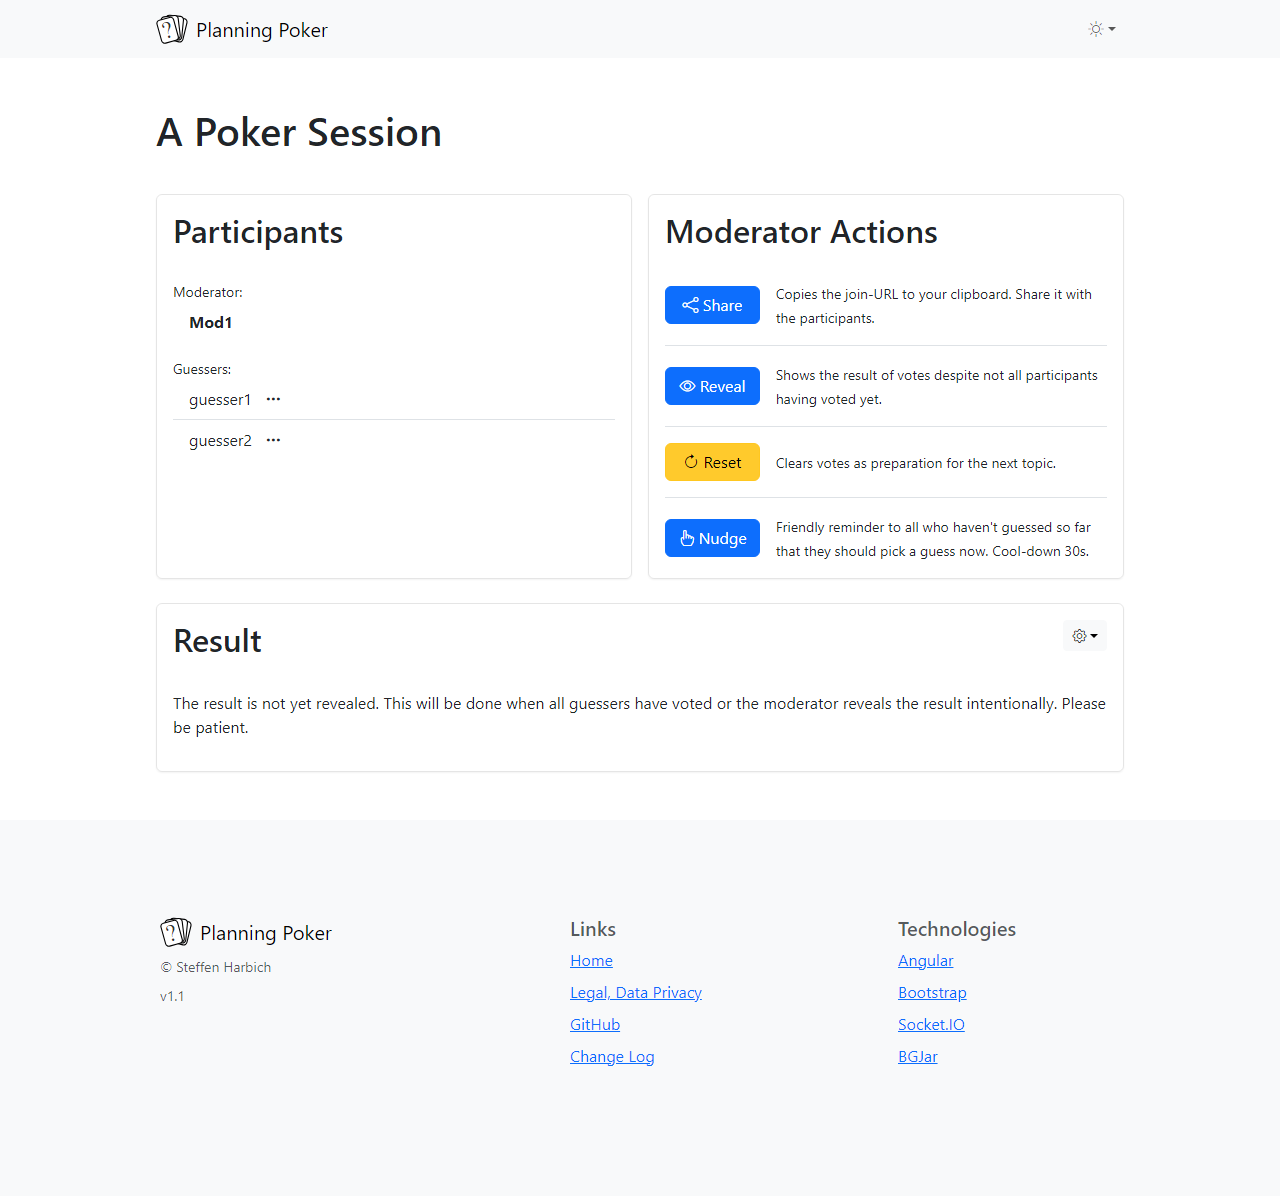 Planning Poker
A Poker Session
Participants
Moderator:
Mod1
Guessers:
guesser1
guesser2
Moderator Actions
Share
Copies the join-URL to your clipboard. Share it with
the participants.
Reveal
Shows the result of votes despite not all participants
having voted yet.
Reset
Clears votes as preparation for the next topic.
Nudge
Friendly reminder to all who haven't guessed so far
that they should pick a guess now. Cool-down 30s.
Result
The result is not yet revealed. This will be done when all guessers have voted or the moderator reveals the result intentionally. Please
be patient.
Planning Poker
© Steffen Harbich
v1.1
Links
Home
Legal, Data Privacy
GitHub
Change Log
Technologies
Angular
Bootstrap
Socket.IO
BGJar